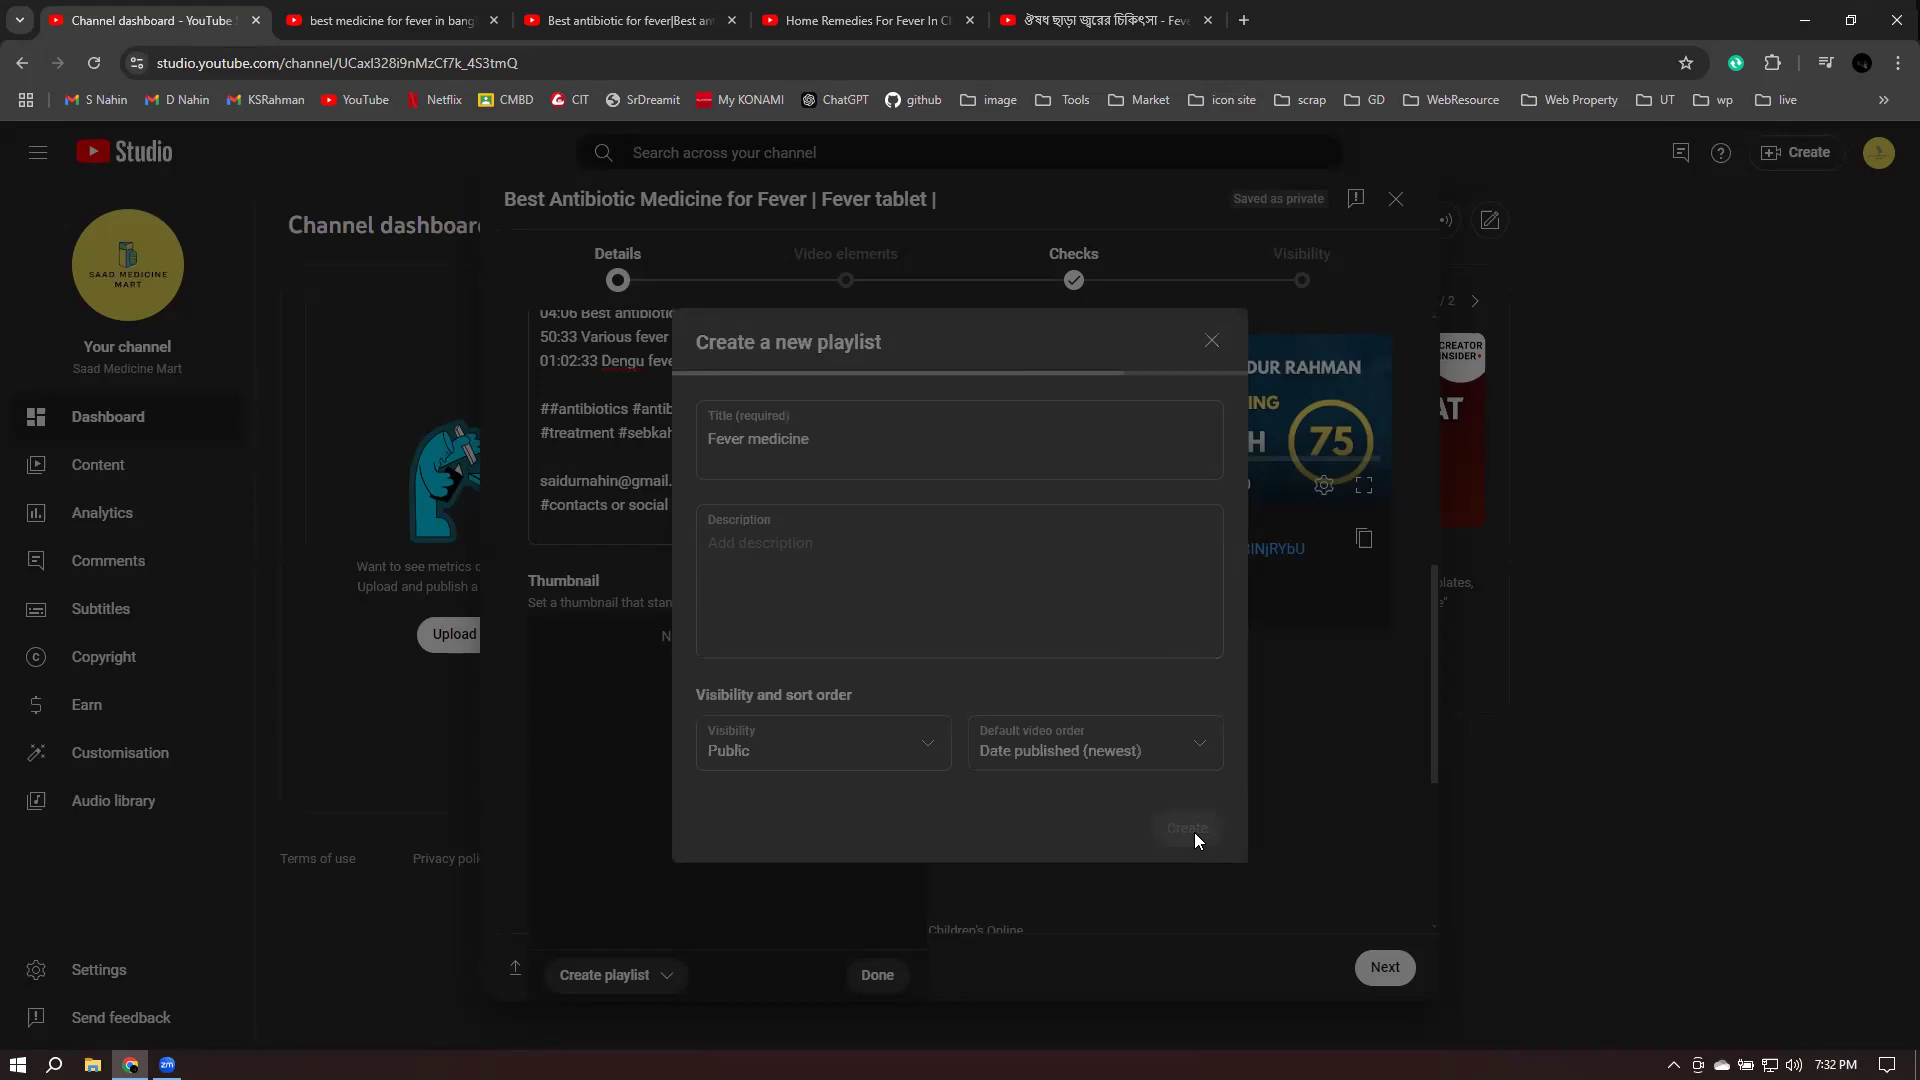 Channel dashboard - YouTube
best medicine for fever in bang
Best antibiotic for fever|Best an
Home Remedies For Fever In C
ঔষধ ছাড়া জ্বরের চিকিৎসা - Feve
studio.youtube.com/channel/UCaxl328i9nMzCf7k_4S3tmQ
S Nahin
D Nahin
KSRahman
YouTube
Netflix
CMBD
CIT
SrDreamit
My KONAMI
ChatGPT
github
image
Tools
Market
icon site
scrap
GD
WebResource
Web Property
UT
wp
live
Studio
Search across your channel
Create
SAAD MEDICINE
MART
Your channel
Saad Medicine Mart
Dashboard
Content
Analytics
Comments
Subtitles
Copyright
Earn
Customisation
Audio library
Settings
Send feedback
Channel dashboard
Want to see metrics
Upload and publish a
Upload
Terms of use
Privacy poli
Best Antibiotic Medicine for Fever | Fever tablet |
Saved as private
Details
Video elements
Checks
Visibility
04:06 Best antibiotic
50:33 Various fever
01:02:33 Dengu feve
##antibiotics #antib
#treatment #sebkah
saidurnahin@gmail.
#contacts or social
Thumbnail
Set a thumbnail that stan
N
Create a new playlist
Title (required)
Fever medicine
Description
Add description
Visibility and sort order
Visibility
Public
Default video order
Date published (newest)
Create
DUR RAHMAN
ING
H 75
NjRYbU
/ 2
CREATOR
INSIDER
AT
lates,
Children's Online
Create playlist
Done
Next
zm
7:32 PM